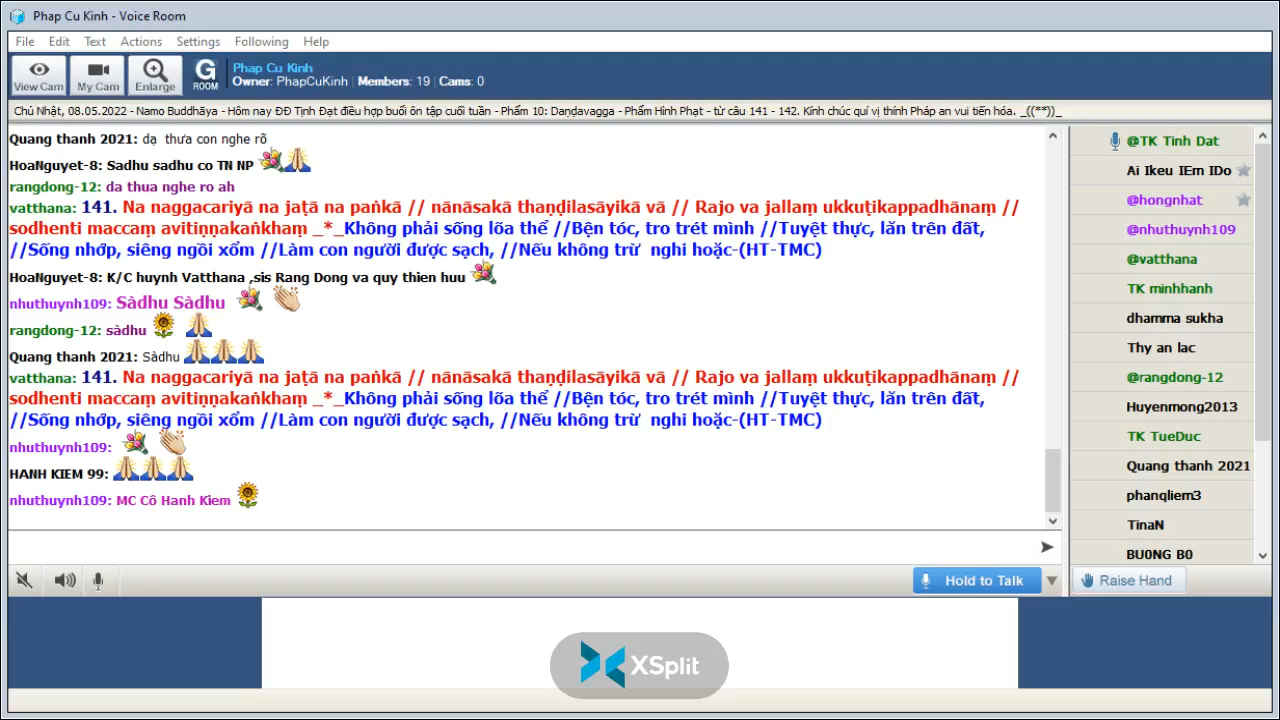 Phap Cu Kinh - Voice Room
File Edit Text Actions Settings Following Help
View Cam My Cam Enlarge G ROOM
Phap Cu Kinh
Owner: PhapCuKinh | Members: 19 | Cams: 0
Chủ Nhật, 08.05.2022 - Namo Buddhāya - Hôm nay ĐĐ Tịnh Đạt điều hợp buổi ôn tập cuối tuần - Phẩm 10: Daṇḍavagga - Phẩm Hình Phạt - từ câu 141 - 142. Kính chúc quí vị thính Pháp an vui tiến hóa. _((**))_
Quang thanh 2021: dạ thưa con nghe rõ
HoaNguyet-8: Sadhu sadhu co TN NP
rangdong-12: da thua nghe ro ah
vatthana: 141. Na naggacariyā na jaṭā na paṅkā // nānāsakā thaṇḍilasāyikā vā // Rajo va jallaṃ ukkuṭikappadhānaṃ //
sodhenti maccaṃ avitiṇṇakaṅkhaṃ _*_Không phải sống lõa thể //Bện tóc, tro trét mình //Tuyệt thực, lăn trên đất,
//Sống nhớp, siêng ngồi xổm //Làm con người được sạch, //Nếu không trừ nghi hoặc-(HT-TMC)
HoaNguyet-8: K/C huynh Vatthana ,sis Rang Dong va quy thien huu
nhuthuynh109: Sàdhu Sàdhu
rangdong-12: sàdhu
Quang thanh 2021: Sàdhu
vatthana: 141. Na naggacariyā na jaṭā na paṅkā // nānāsakā thaṇḍilasāyikā vā // Rajo va jallaṃ ukkuṭikappadhānaṃ //
sodhenti maccaṃ avitiṇṇakaṅkhaṃ _*_Không phải sống lõa thể //Bện tóc, tro trét mình //Tuyệt thực, lăn trên đất,
//Sống nhớp, siêng ngồi xổm //Làm con người được sạch, //Nếu không trừ nghi hoặc-(HT-TMC)
nhuthuynh109:
HANH KIEM 99:
nhuthuynh109: MC Cô Hanh Kiem
@TK Tinh Dat
Ai Ikeu IEm IDo
@hongnhat
@nhuthuynh109
@vatthana
TK minhhanh
dhamma sukha
Thy an lac
@rangdong-12
Huyenmong2013
TK TueDuc
Quang thanh 2021
phanqliem3
TinaN
BU0NG B0
Hold to Talk
Raise Hand
XSplit